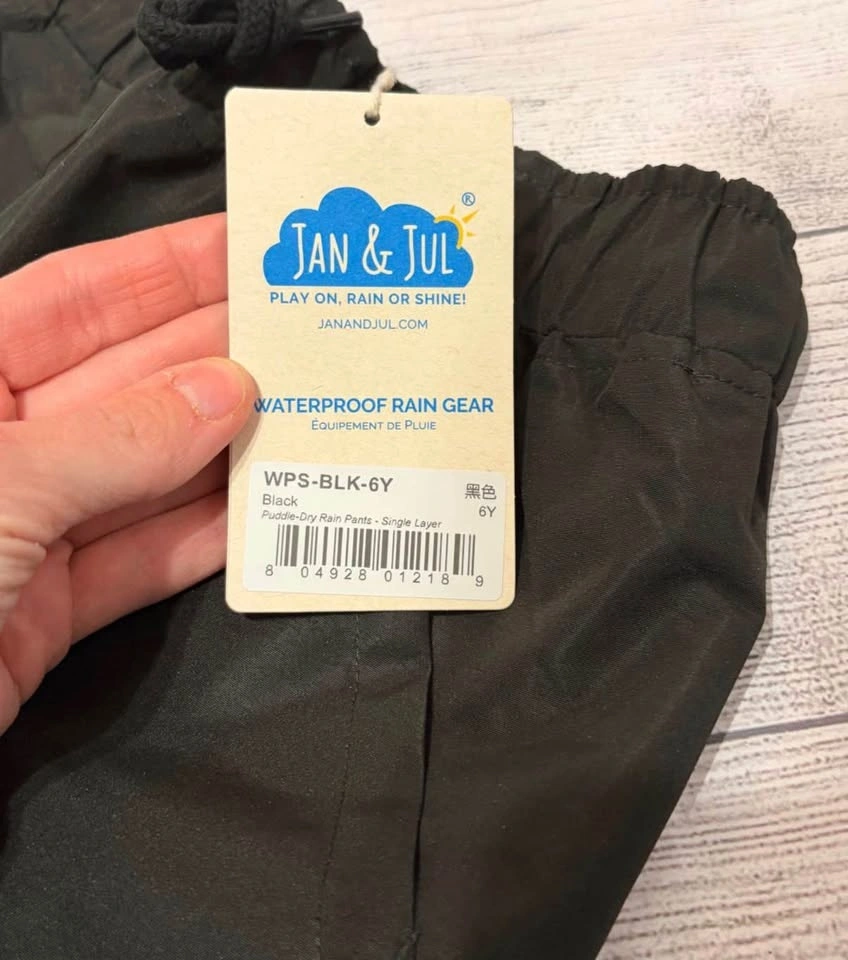 JAN & JUL®
PLAY ON, RAIN OR SHINE!
JANANDJUL.COM
WATERPROOF RAIN GEAR
ÉQUIPEMENT DE PLUIE
WPS-BLK-6Y 黑色
Black 6Y
Puddle-Dry Rain Pants - Single Layer
8 04928 01218 9